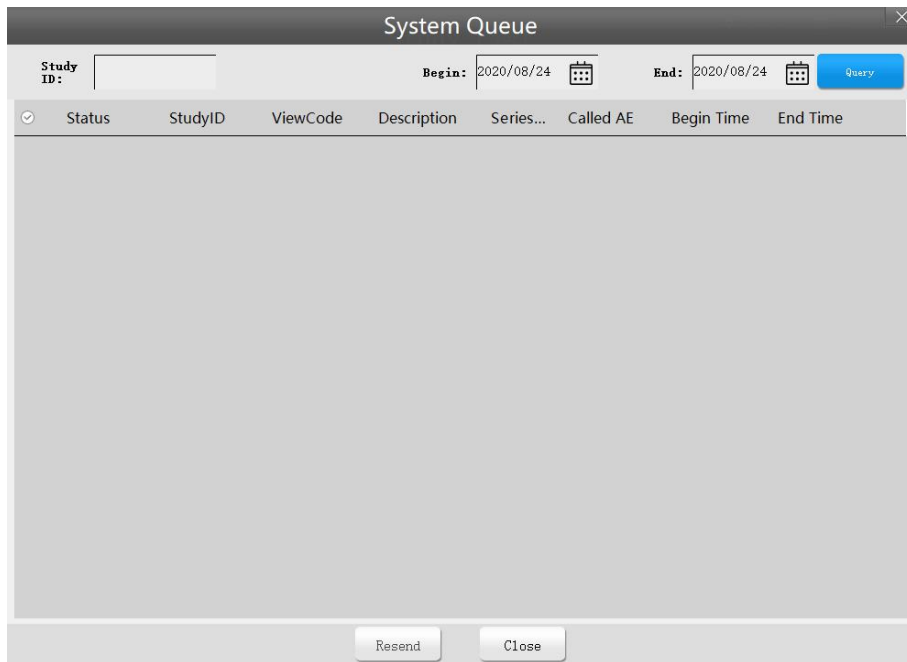 System Queue
Study
ID:
Begin: 2020/08/24 End: 2020/08/24 Query
Status StudyID ViewCode Description Series... Called AE Begin Time End Time
Resend Close